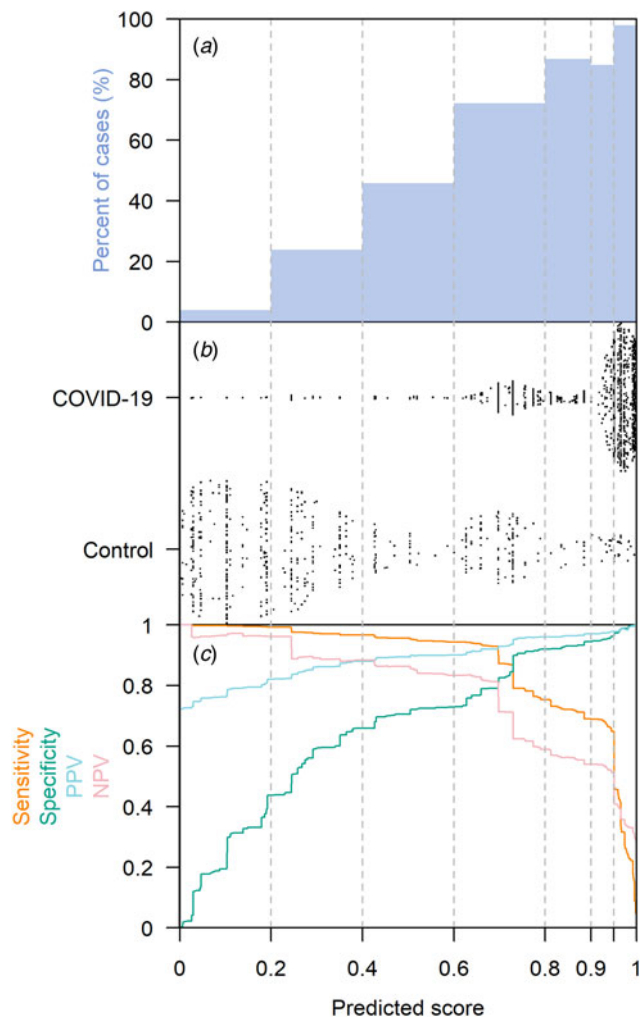 (a)
Percent of cases (%)
100
80
60
40
20
0
(b)
COVID-19
Control
(c)
Sensitivity
Specificity
PPV
NPV
1
0.8
0.6
0.4
0.2
0
0 0.2 0.4 0.6 0.8 0.9 1
Predicted score